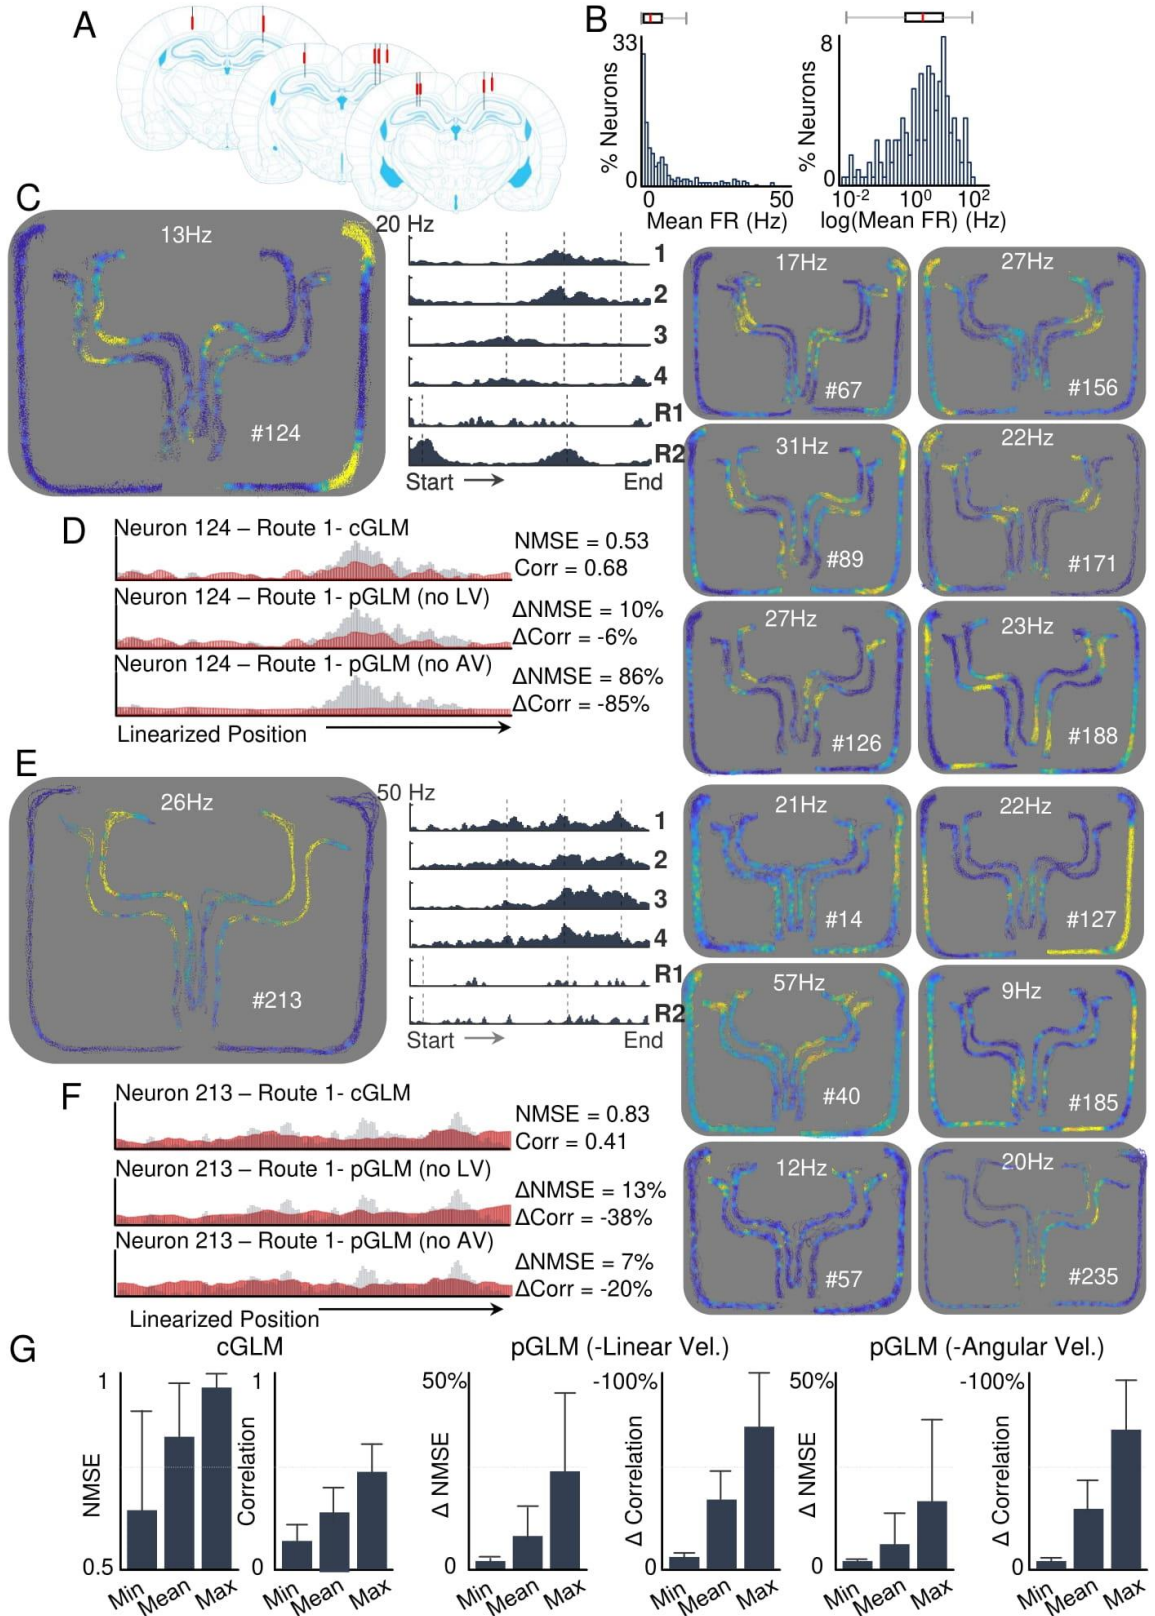 A
B
33
% Neurons
0
0
50
Mean FR (Hz)
8
% Neurons
0
10-2
100
102
log(Mean FR) (Hz)
C
13Hz
#124
20 Hz
1
2
3
4
R1
R2
Start
End
17Hz
#67
27Hz
#156
31Hz
#89
22Hz
#171
27Hz
#126
23Hz
#188
D
Neuron 124 – Route 1- cGLM
NMSE = 0.53
Corr = 0.68
Neuron 124 – Route 1- pGLM (no LV)
ΔNMSE = 10%
ΔCorr = -6%
Neuron 124 – Route 1- pGLM (no AV)
ΔNMSE = 86%
ΔCorr = -85%
Linearized Position
E
26Hz
#213
50 Hz
1
2
3
4
R1
R2
Start
End
21Hz
#14
22Hz
#127
57Hz
#40
9Hz
#185
12Hz
#57
20Hz
#235
F
Neuron 213 – Route 1- cGLM
NMSE = 0.83
Corr = 0.41
Neuron 213 – Route 1- pGLM (no LV)
ΔNMSE = 13%
ΔCorr = -38%
Neuron 213 – Route 1- pGLM (no AV)
ΔNMSE = 7%
ΔCorr = -20%
Linearized Position
G
cGLM
pGLM (-Linear Vel.)
pGLM (-Angular Vel.)
1
NMSE
0.5
Min
Mean
Max
1
Correlation
0
Min
Mean
Max
50%
Δ NMSE
0
Min
Mean
Max
-100%
Δ Correlation
0
Min
Mean
Max
50%
Δ NMSE
0
Min
Mean
Max
-100%
Δ Correlation
0
Min
Mean
Max